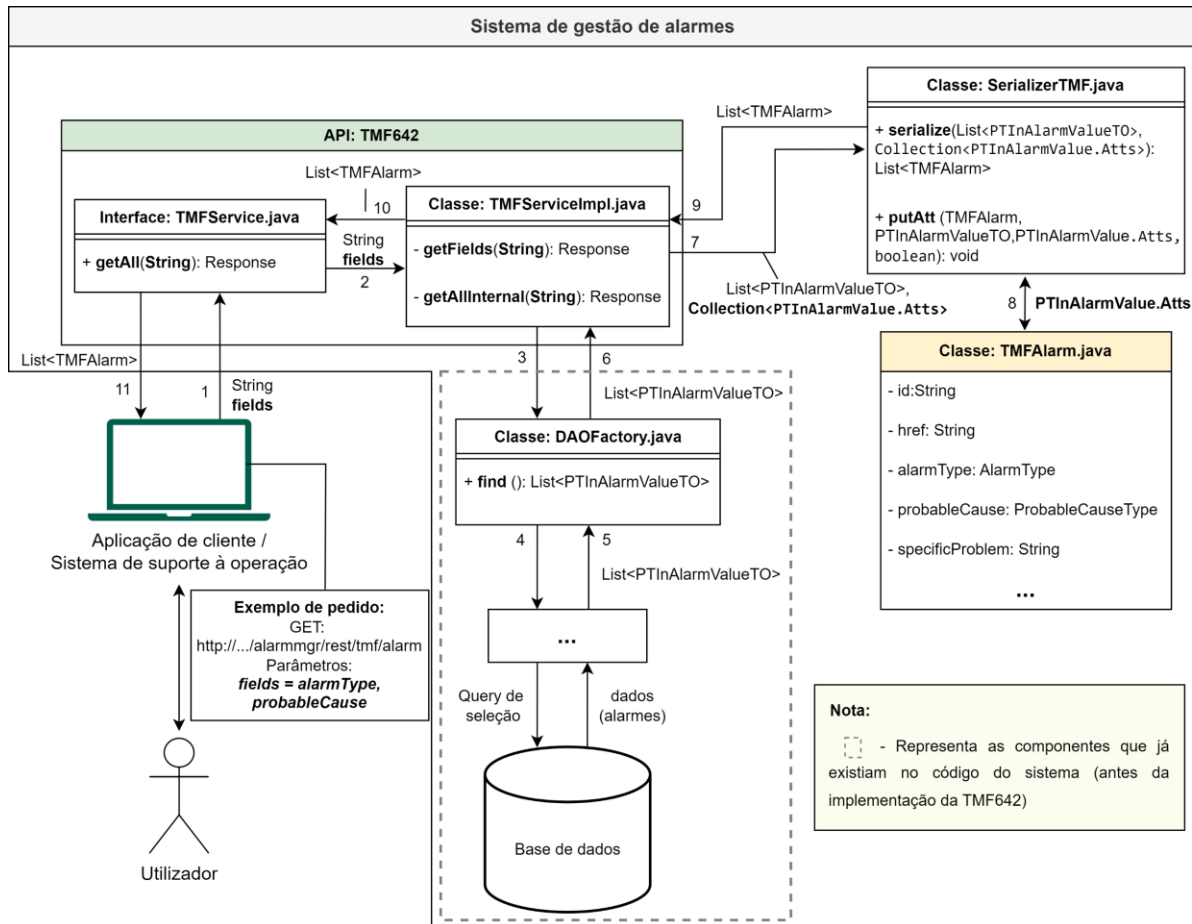 Sistema de gestão de alarmes
API: TMF642
List<TMFAlarm>
10
Interface: TMFService.java
+ getAll(String): Response
String
fields
2
Classe: TMFServiceImpl.java
- getFields(String): Response
- getAllInternal(String): Response
List<TMFAlarm>
9
7
List<PTInAlarmValueTO>,
Collection<PTInAlarmValue.Atts>
Classe: SerializerTMF.java
+ serialize(List<PTInAlarmValueTO>,
Collection<PTInAlarmValue.Atts>):
List<TMFAlarm>
+ putAtt (TMFAlarm,
PTInAlarmValueTO,PTInAlarmValue.Atts,
boolean): void
8
PTInAlarmValue.Atts
Classe: TMFAlarm.java
- id:String
- href: String
- alarmType: AlarmType
- probableCause: ProbableCauseType
- specificProblem: String
...
List<TMFAlarm>
11
1
String
fields
3
6
List<PTInAlarmValueTO>
Classe: DAOFactory.java
+ find (): List<PTInAlarmValueTO>
4
5
List<PTInAlarmValueTO>
...
Query de
seleção
dados
(alarmes)
Base de dados
Aplicação de cliente /
Sistema de suporte à operação
Exemplo de pedido:
GET:
http://.../alarmmgr/rest/tmf/alarm
Parâmetros:
fields = alarmType,
probableCause
Utilizador
Nota:
- Representa as componentes que já
existiam no código do sistema (antes da
implementação da TMF642)